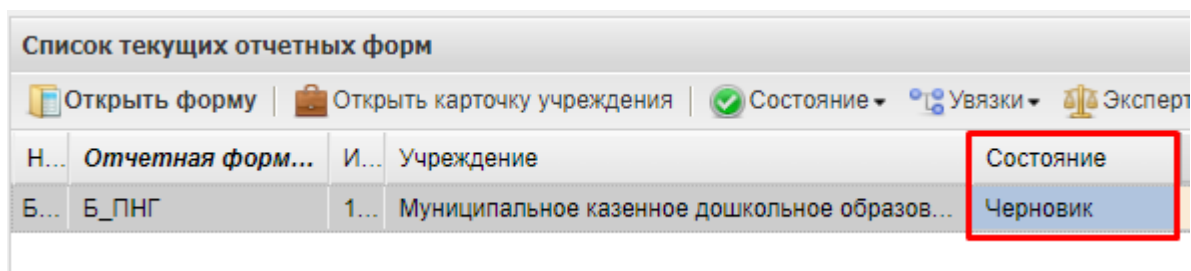 Список текущих отчетных форм
Открыть форму Открыть карточку учреждения Состояние Увязки Эксперт
Н... Отчетная форм... И... Учреждение Состояние
Б... Б_ПНГ 1... Муниципальное казенное дошкольное образов... Черновик